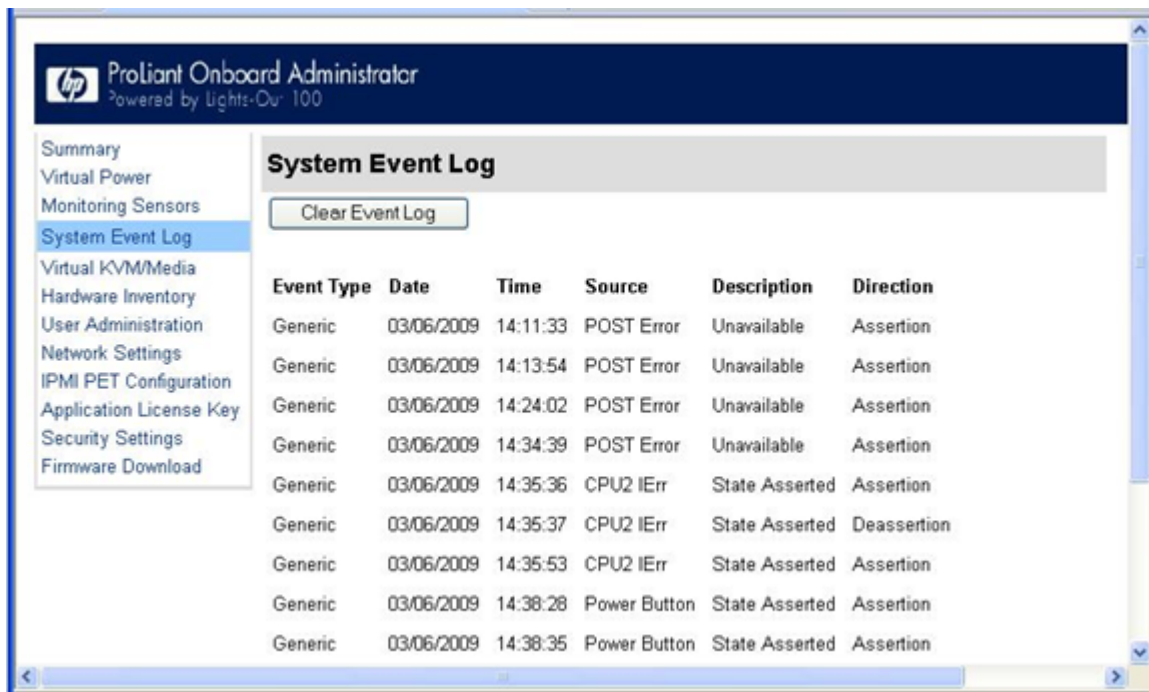 hp ProLiant Onboard Administrator
Powered by Lights-Out 100
Summary
Virtual Power
Monitoring Sensors
System Event Log
Virtual KVM/Media
Hardware Inventory
User Administration
Network Settings
IPMI PET Configuration
Application License Key
Security Settings
Firmware Download
System Event Log
Clear Event Log
Event Type Date Time Source Description Direction
Generic 03/06/2009 14:11:33 POST Error Unavailable Assertion
Generic 03/06/2009 14:13:54 POST Error Unavailable Assertion
Generic 03/06/2009 14:24:02 POST Error Unavailable Assertion
Generic 03/06/2009 14:34:39 POST Error Unavailable Assertion
Generic 03/06/2009 14:35:36 CPU2 IErr State Asserted Assertion
Generic 03/06/2009 14:35:37 CPU2 IErr State Asserted Deassertion
Generic 03/06/2009 14:35:53 CPU2 IErr State Asserted Assertion
Generic 03/06/2009 14:38:28 Power Button State Asserted Assertion
Generic 03/06/2009 14:38:35 Power Button State Asserted Assertion